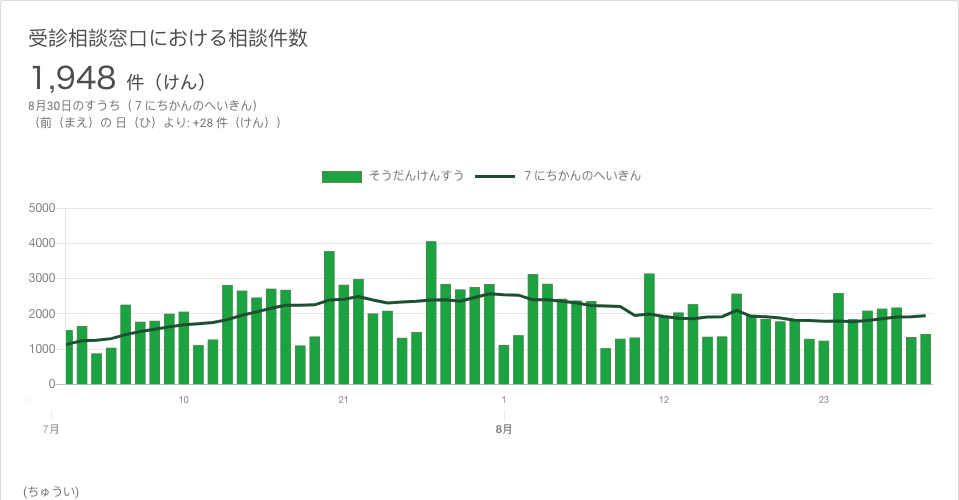 受診相談窓口における相談件数
1,948 件（けん）
8月30日のすうち（７にちかんのへいきん）
（前（まえ）の 日（ひ）より: +28 件（けん））
そうだんけんすう ７にちかんのへいきん
5000
4000
3000
2000
1000
0
10 21 1 12 23
7月 8月
(ちゅうい)